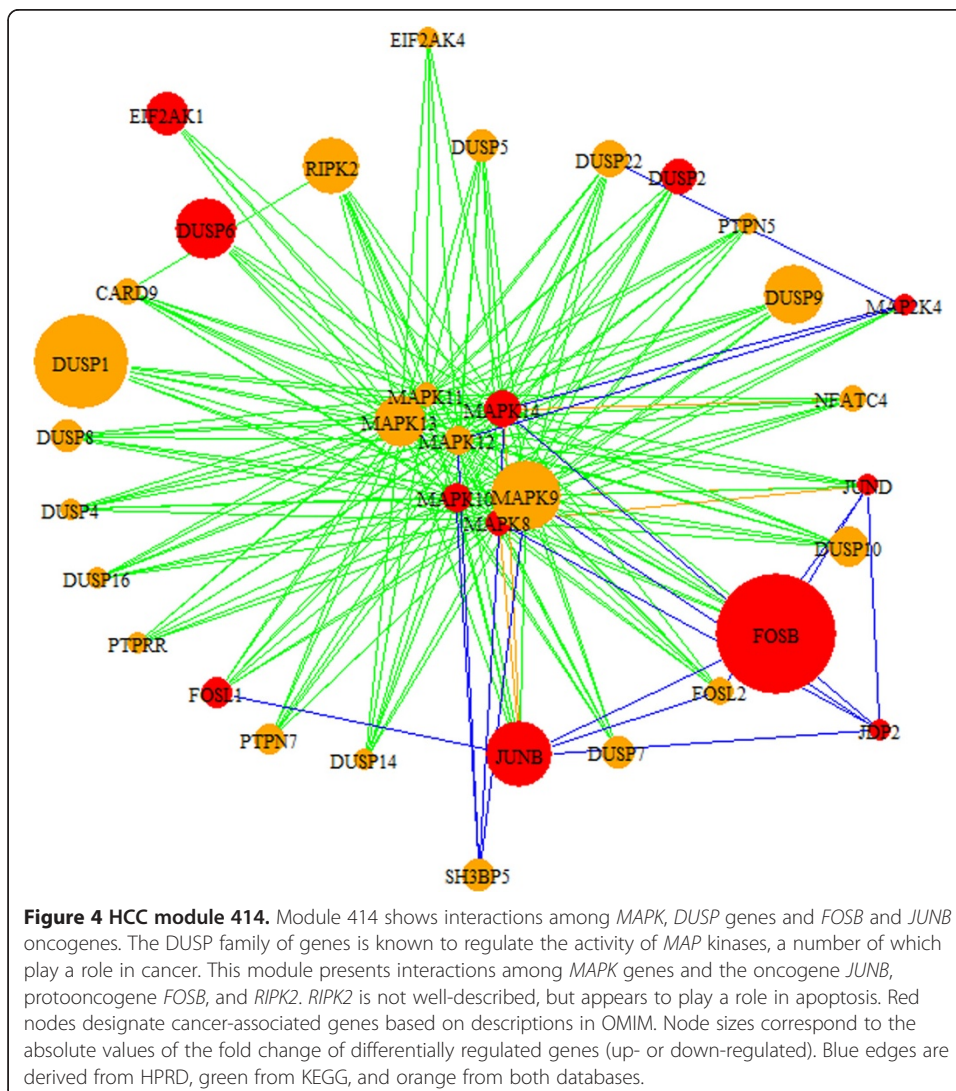 EIF2AK4
EIF2AK1
DUSP5
DUSP22
RIPK2
DUSP2
PTPN5
DUSP6
CARD9
DUSP9
MAP2K4
DUSP1
MAPK11
NFATC4
MAPK14
MAPK13
DUSP8
MAPK12
JUND
MAPK10
MAPK9
DUSP4
MAPK8
DUSP10
DUSP16
FOSB
PTPRR
FOSL1
FOSL2
JDP2
PTPN7
DUSP14
JUNB
DUSP7
SH3BP5
Figure 4 HCC module 414. Module 414 shows interactions among MAPK, DUSP genes and FOSB and JUNB
oncogenes. The DUSP family of genes is known to regulate the activity of MAP kinases, a number of which
play a role in cancer. This module presents interactions among MAPK genes and the oncogene JUNB,
protooncogene FOSB, and RIPK2. RIPK2 is not well-described, but appears to play a role in apoptosis. Red
nodes designate cancer-associated genes based on descriptions in OMIM. Node sizes correspond to the
absolute values of the fold change of differentially regulated genes (up- or down-regulated). Blue edges are
derived from HPRD, green from KEGG, and orange from both databases.